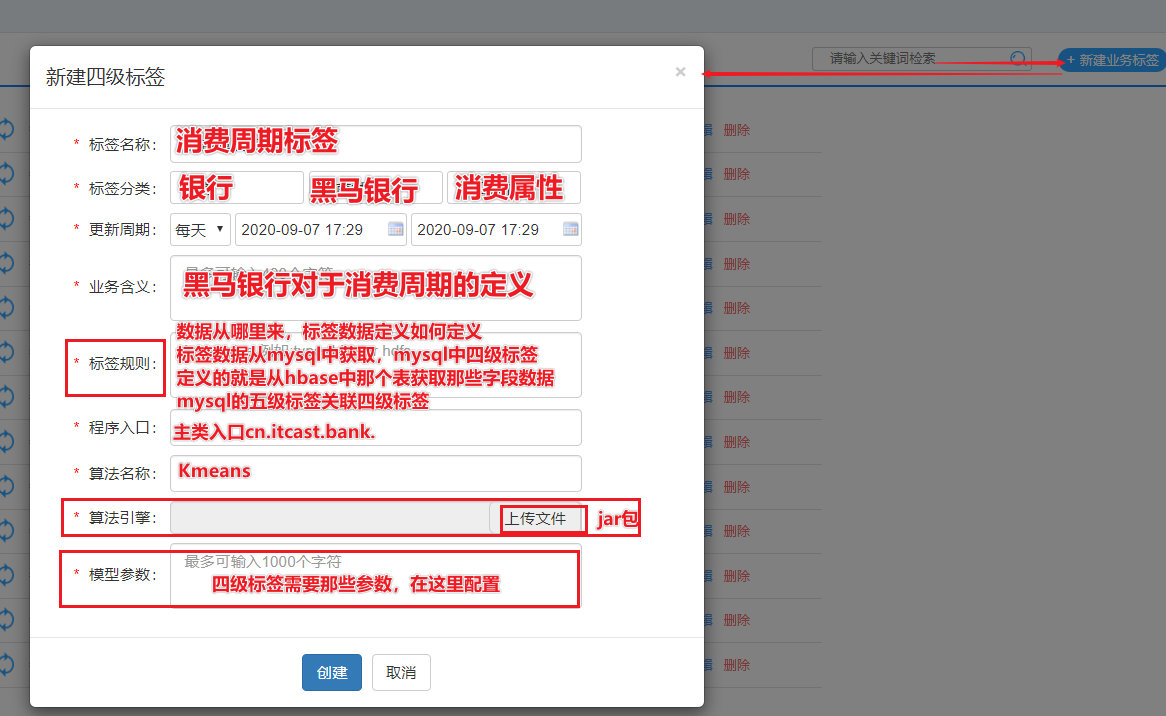 请输入关键词检索
+ 新建业务标签
新建四级标签
×
* 标签名称: 消费周期标签
* 标签分类: 银行 黑马银行 消费属性
* 更新周期: 每天 2020-09-07 17:29 2020-09-07 17:29
* 业务含义: 黑马银行对于消费周期的定义
数据从哪里来，标签数据定义如何定义
* 标签规则: 标签数据从mysql中获取，mysql中四级标签
定义的就是从hbase中那个表获取那些字段数据
mysql的五级标签关联四级标签
* 程序入口: 主类入口cn.itcast.bank.
* 算法名称: Kmeans
* 算法引擎: 上传文件 jar包
最多可输入1000个字符
* 模型参数: 四级标签需要那些参数，在这里配置
创建 取消
删除
删除
删除
删除
删除
删除
删除
删除
删除
删除
删除
删除
删除